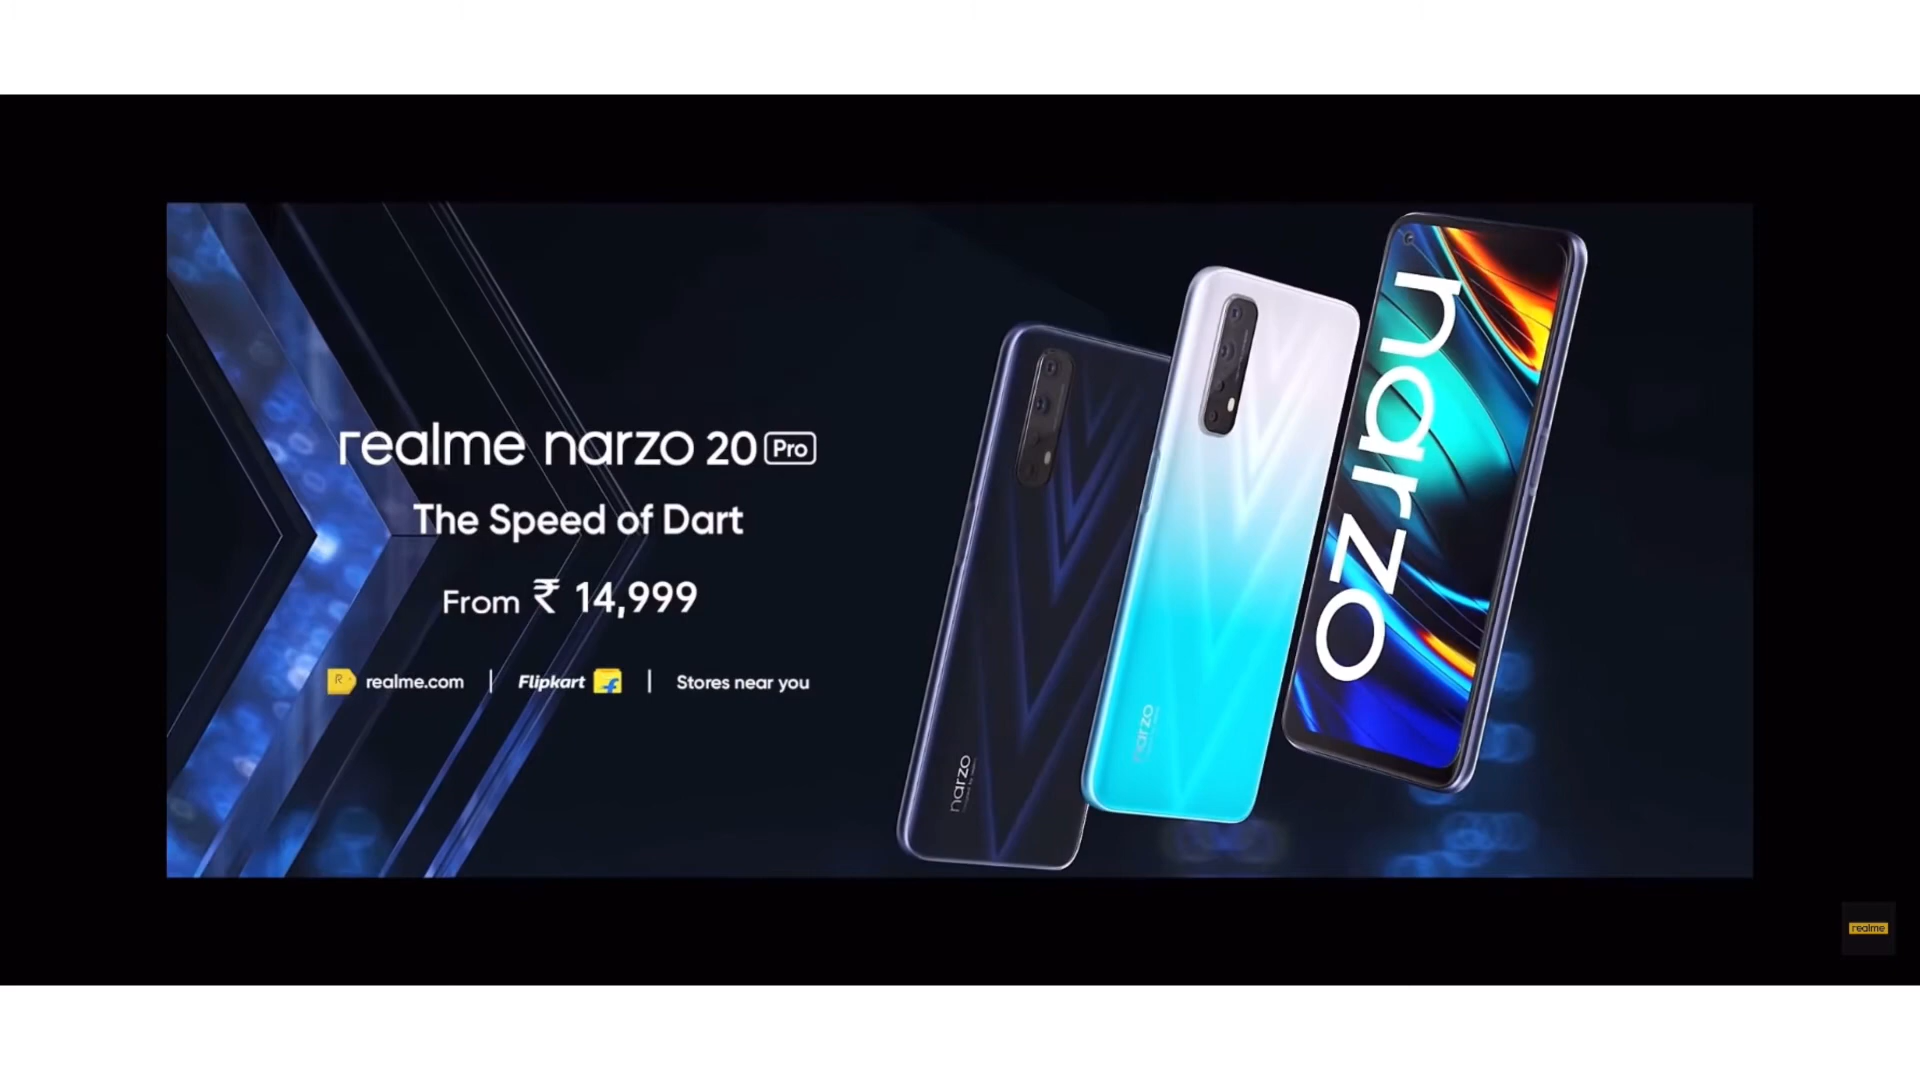 realme narzo 20 Pro
The Speed of Dart
From ₹ 14,999
R realme.com | Flipkart | Stores near you
narzo
narzo
narzo
realme